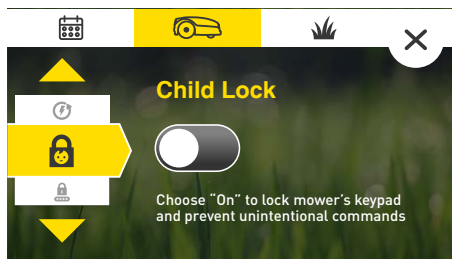 Child Lock
Choose "On" to lock mower's keypad
and prevent unintentional commands